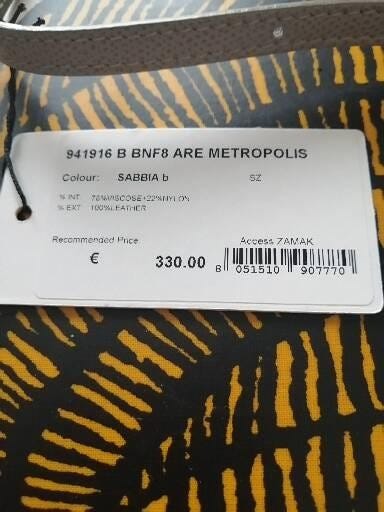 941916 B BNF8 ARE METROPOLIS
Colour: SABBIA b SZ
% INT. 78%VISCOSE+22%NYLON
% EXT. 100%LEATHER
Recommended Price Access ZAMAK
€ 330.00
8 051510 907770